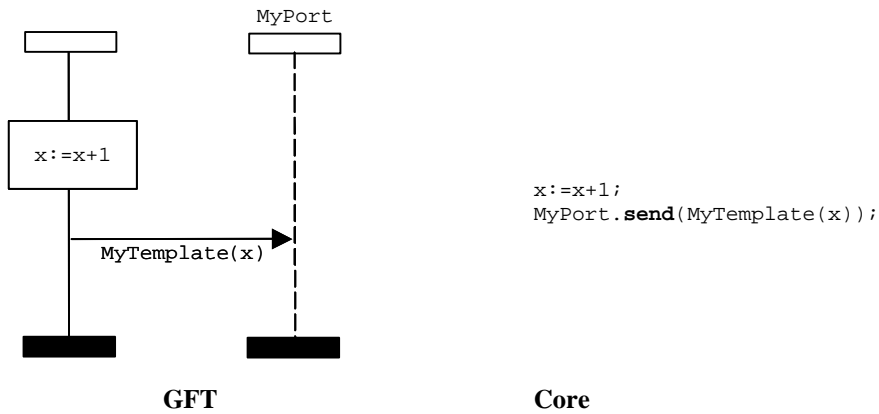 MyPort
x:=x+1
x:=x+1;
MyPort.send(MyTemplate(x));
MyTemplate(x)
GFT
Core